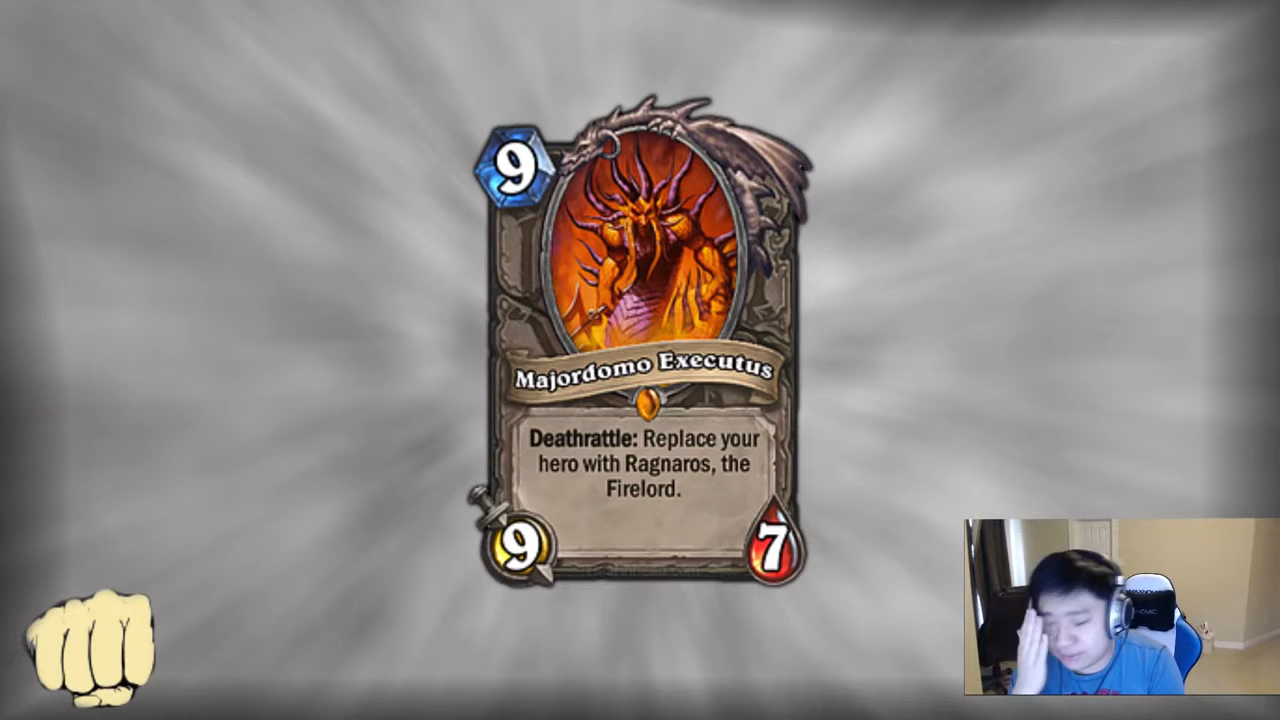 9
Majordomo Executus
Deathrattle: Replace your
hero with Ragnaros, the
Firelord.
9
7